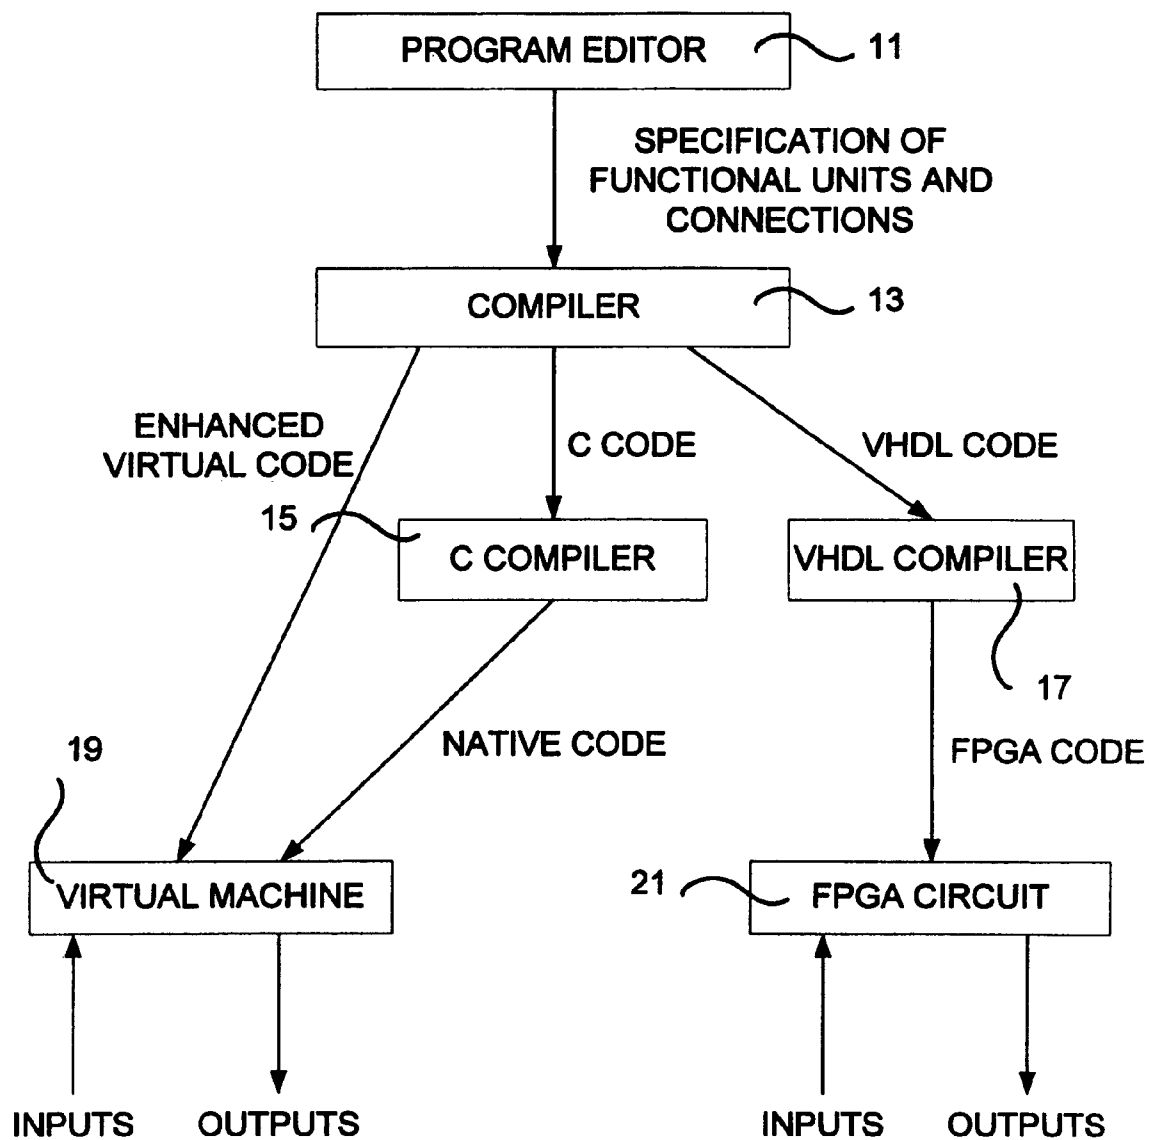 PROGRAM EDITOR
11
SPECIFICATION OF
FUNCTIONAL UNITS AND
CONNECTIONS
COMPILER
13
ENHANCED
VIRTUAL CODE
C CODE
VHDL CODE
15
C COMPILER
VHDL COMPILER
17
NATIVE CODE
FPGA CODE
19
VIRTUAL MACHINE
21
FPGA CIRCUIT
INPUTS
OUTPUTS
INPUTS
OUTPUTS